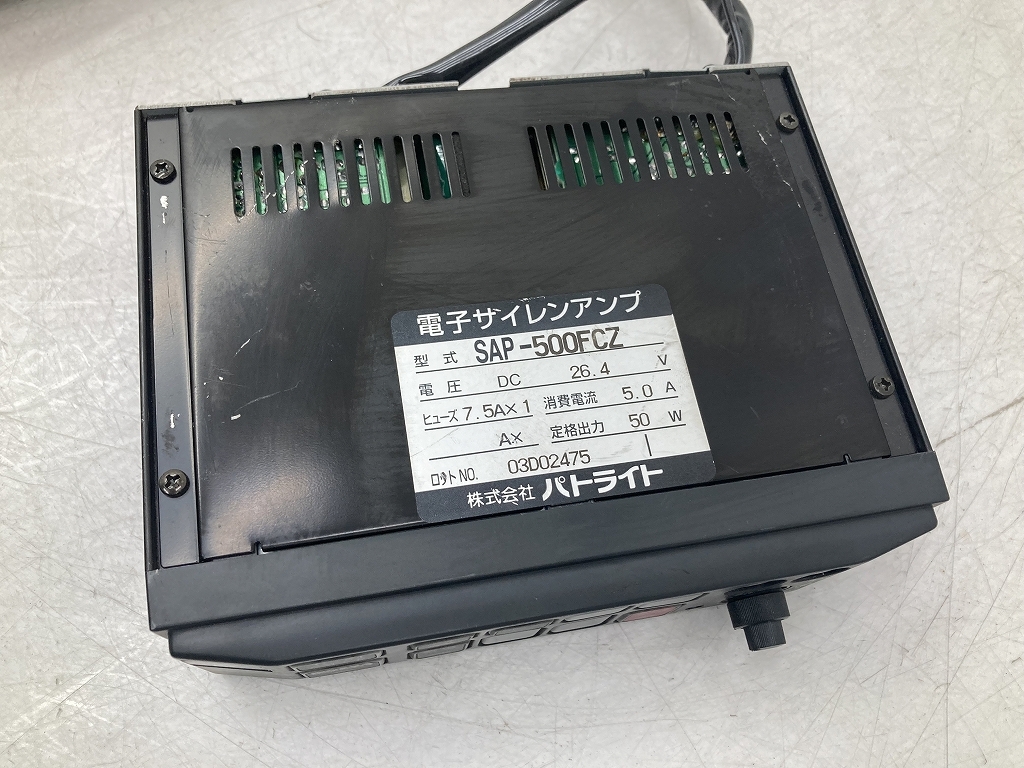 電子サイレンアンプ
型式 SAP-500FCZ
電圧 DC 26.4 V
ヒューズ 7.5A×1 消費電流 5.0 A
A× 定格出力 50 W
ロットNO. 03D02475
株式会社 パトライト